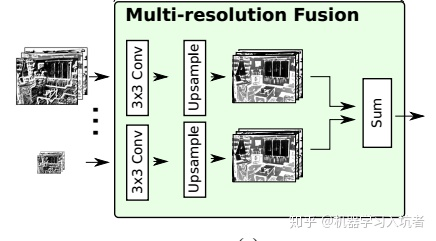 Multi-resolution Fusion
3x3 Conv
Upsample
3x3 Conv
Upsample
Sum
知乎 @机器学习入坑者